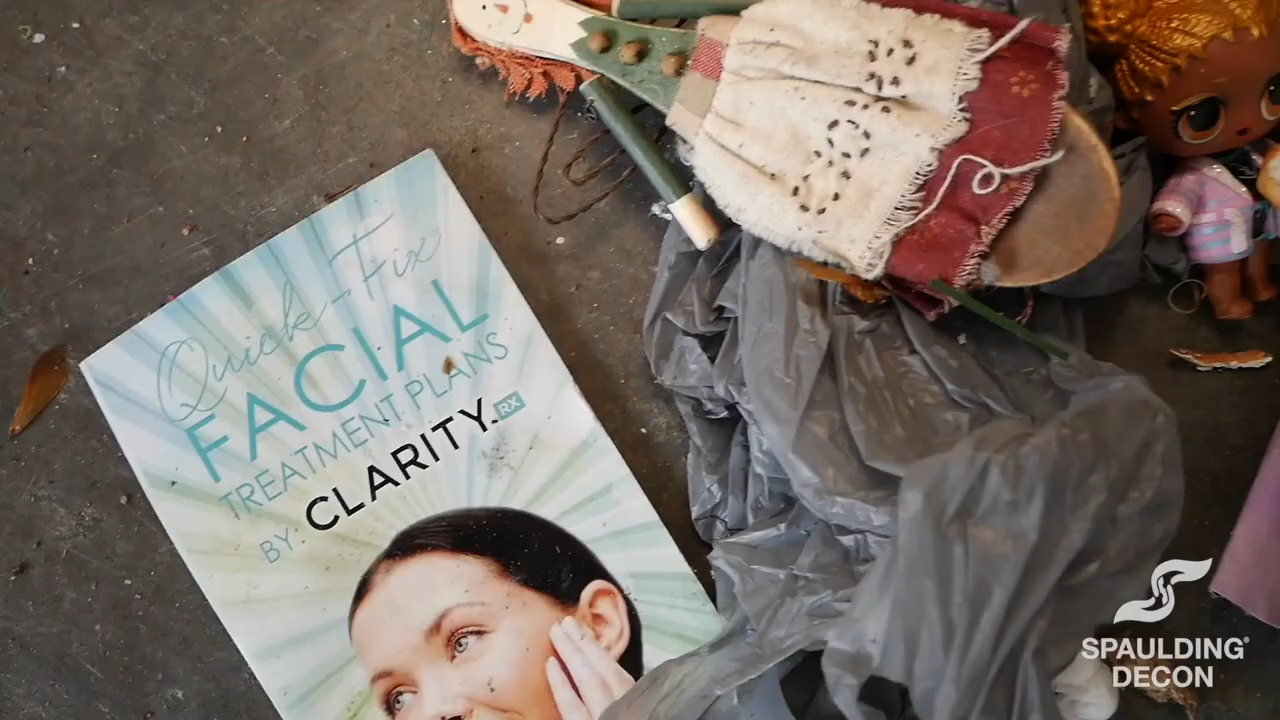 Quick-Fix
FACIAL
TREATMENT PLANS
BY: CLARITY RX
SPAULDING®
DECON